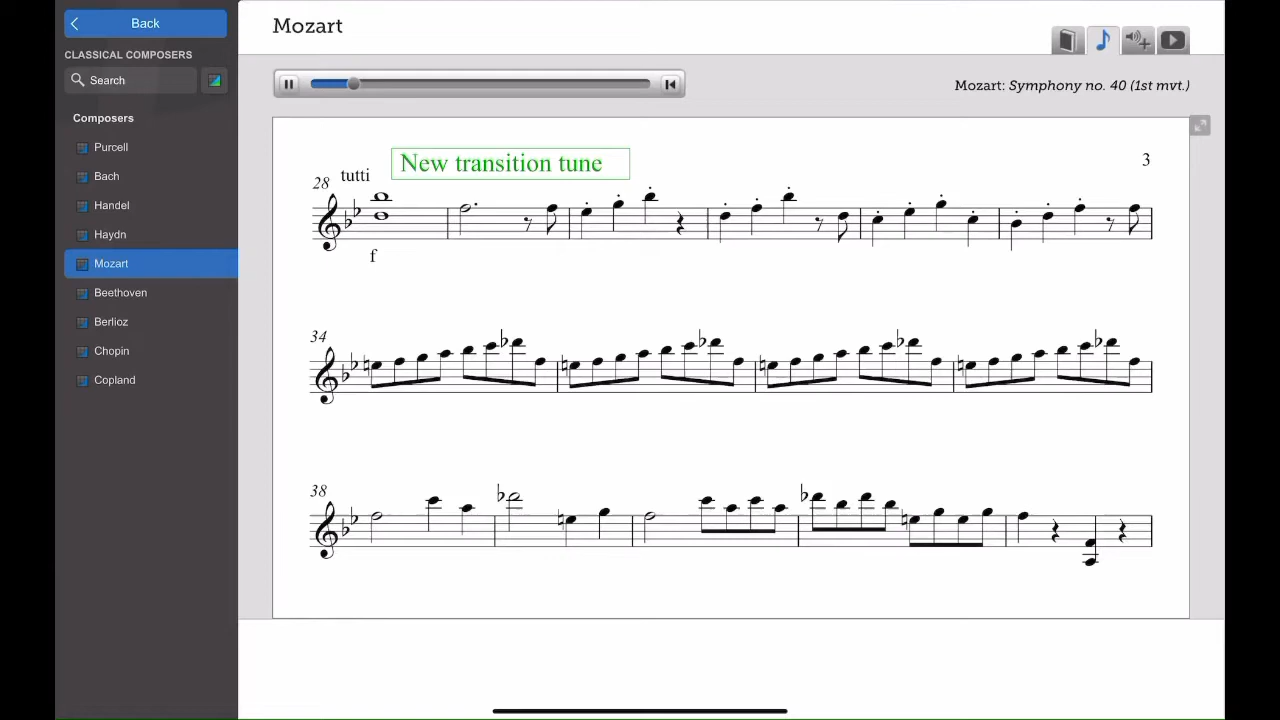 Back
CLASSICAL COMPOSERS
Search
Composers
Purcell
Bach
Handel
Haydn
Mozart
Beethoven
Berlioz
Chopin
Copland
Mozart
Mozart: Symphony no. 40 (1st mvt.)
3
New transition tune
tutti
28
f
34
38